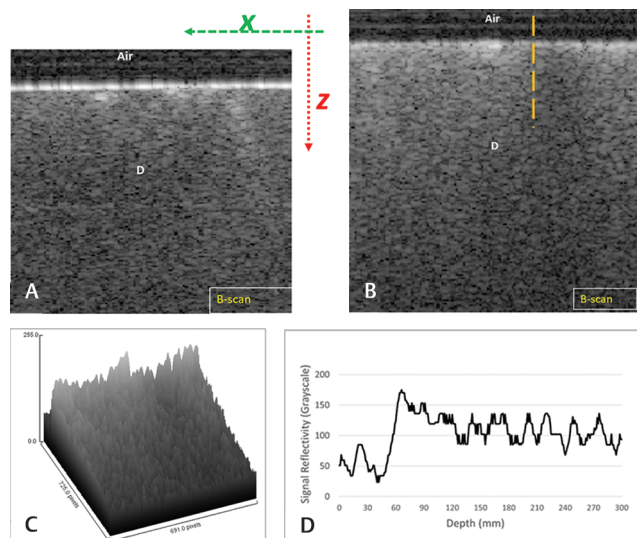 X
Air
Z
D
A
B-scan
Air
D
B
B-scan
255.0
0.0
725.0 pixels
691.0 pixels
C
Signal Reflectivity (Grayscale)
200
150
100
50
0
0 30 60 90 120 150 180 210 240 270 300
Depth (mm)
D